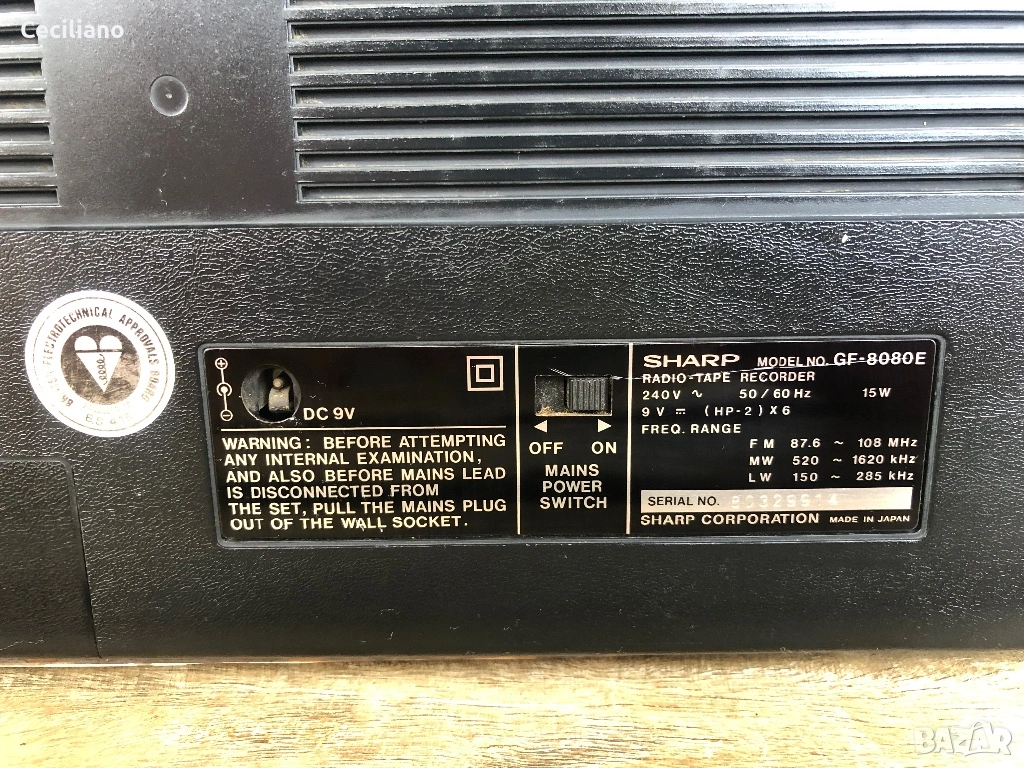 Ceciliano
ELECTROTECHNICAL APPROVALS BOARD
DC 9V
WARNING: BEFORE ATTEMPTING
ANY INTERNAL EXAMINATION,
AND ALSO BEFORE MAINS LEAD
IS DISCONNECTED FROM
THE SET, PULL THE MAINS PLUG
OUT OF THE WALL SOCKET.
OFF ON
MAINS
POWER
SWITCH
SHARP MODEL NO. GF-8080E
RADIO-TAPE RECORDER
240V ~ 50/60Hz 15W
9V ⎓ (HP-2) X 6
FREQ. RANGE
FM 87.6 ~ 108 MHz
MW 520 ~ 1620 kHz
LW 150 ~ 285 kHz
SERIAL NO.
SHARP CORPORATION MADE IN JAPAN
BAZAR